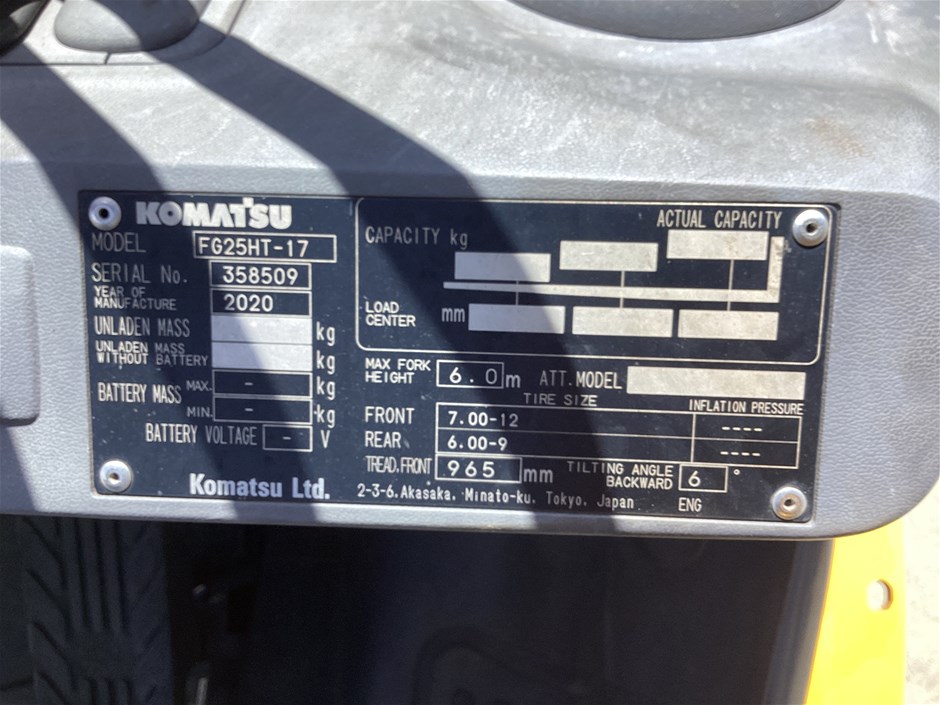 KOMATSU
MODEL FG25HT-17
SERIAL No. 358509
YEAR OF MANUFACTURE 2020
UNLADEN MASS kg
UNLADEN MASS WITHOUT BATTERY kg
BATTERY MASS MAX. - kg
MIN. - kg
BATTERY VOLTAGE - V
Komatsu Ltd.
ACTUAL CAPACITY
CAPACITY kg
LOAD CENTER mm
MAX FORK HEIGHT 6.0 m ATT.MODEL
TIRE SIZE INFLATION PRESSURE
FRONT 7.00-12 ----
REAR 6.00-9 ----
TREAD.FRONT 965 mm TILTING ANGLE BACKWARD 6 °
2-3-6.Akasaka. Minato-ku. Tokyo. Japan ENG